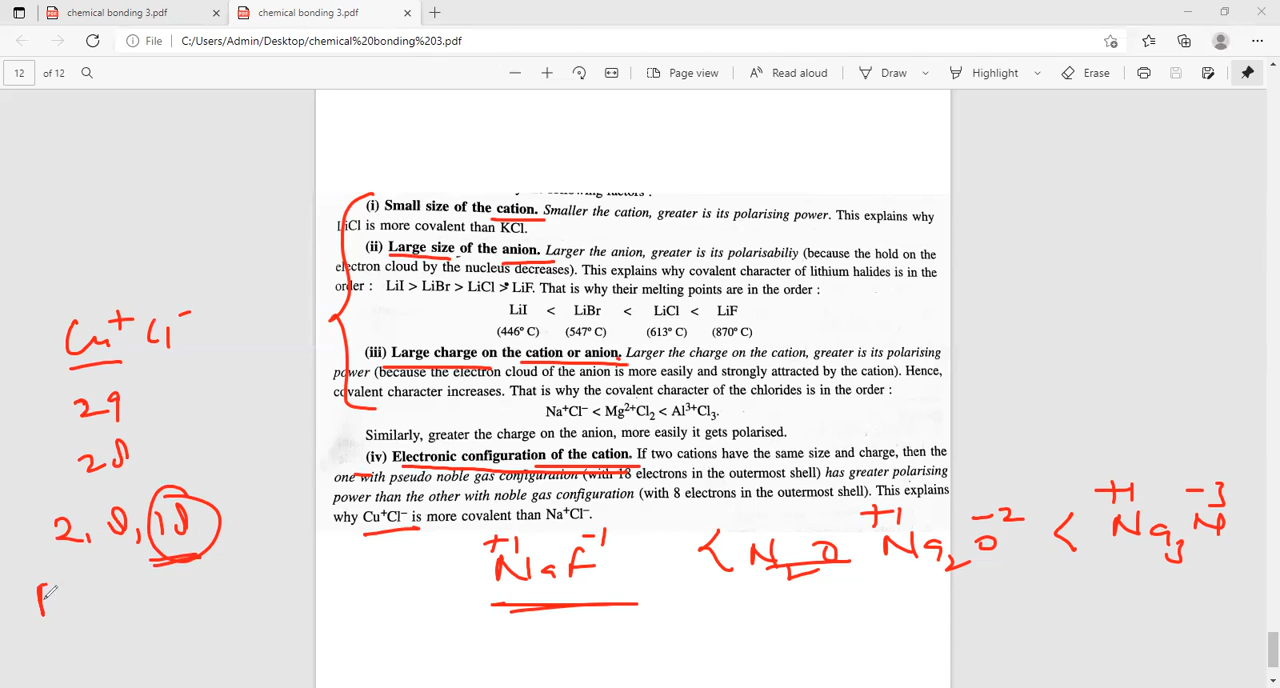 chemical bonding 3.pdf
chemical bonding 3.pdf
File C:/Users/Admin/Desktop/chemical%20bonding%203.pdf
12 of 12 Page view Read aloud Draw Highlight Erase
(i) Small size of the cation. Smaller the cation, greater is its polarising power. This explains why
LiCl is more covalent than KCl.
(ii) Large size of the anion. Larger the anion, greater is its polarisabiliy (because the hold on the
electron cloud by the nucleus decreases). This explains why covalent character of lithium halides is in the
order : LiI > LiBr > LiCl > LiF. That is why their melting points are in the order :
LiI < LiBr < LiCl < LiF
(446° C) (547° C) (613° C) (870° C)
(iii) Large charge on the cation or anion. Larger the charge on the cation, greater is its polarising
power (because the electron cloud of the anion is more easily and strongly attracted by the cation). Hence,
covalent character increases. That is why the covalent character of the chlorides is in the order :
Na⁺Cl⁻ < Mg²⁺Cl₂ < Al³⁺Cl₃.
Similarly, greater the charge on the anion, more easily it gets polarised.
(iv) Electronic configuration of the cation. If two cations have the same size and charge, then the
one with pseudo noble gas configuration (with 18 electrons in the outermost shell) has greater polarising
power than the other with noble gas configuration (with 8 electrons in the outermost shell). This explains
why Cu⁺Cl⁻ is more covalent than Na⁺Cl⁻.
Cu⁺ Cl⁻
29
28
2, 8, 18
+1 -1
NaF
< N O
+1 -2
Na₂O
<
+1 -3
Na₃N